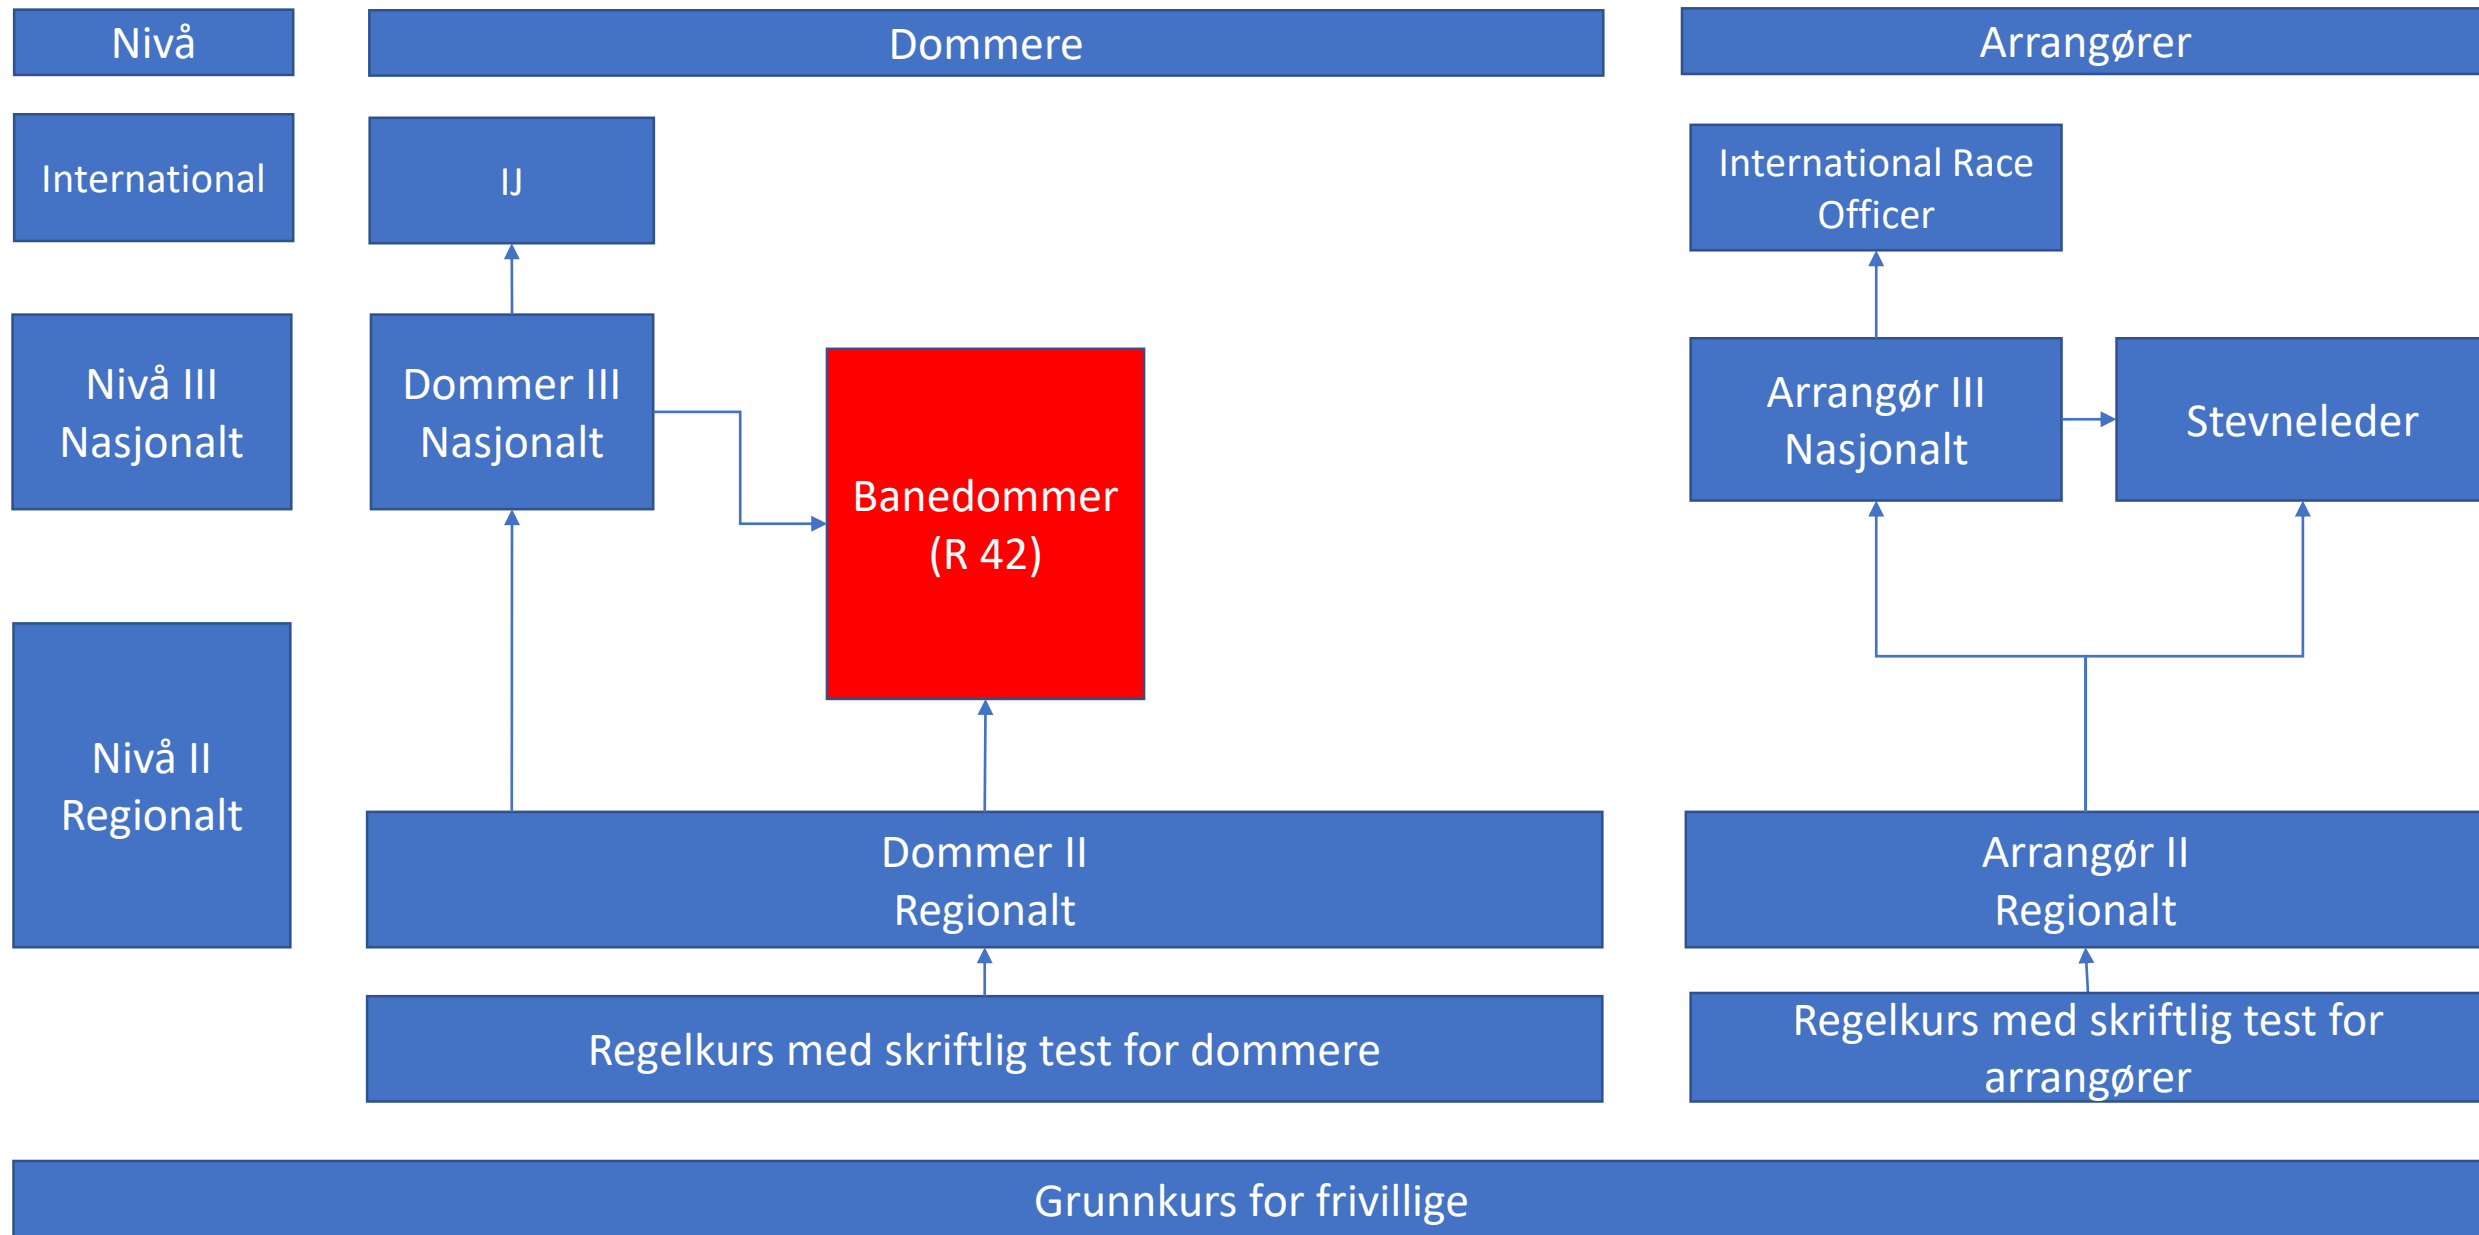 Nivå
Dommere
Arrangører
International
IJ
International Race
Officer
Nivå III
Nasjonalt
Dommer III
Nasjonalt
Banedommer
(R 42)
Arrangør III
Nasjonalt
Stevneleder
Nivå II
Regionalt
Dommer II
Regionalt
Arrangør II
Regionalt
Regelkurs med skriftlig test for dommere
Regelkurs med skriftlig test for
arrangører
Grunnkurs for frivillige